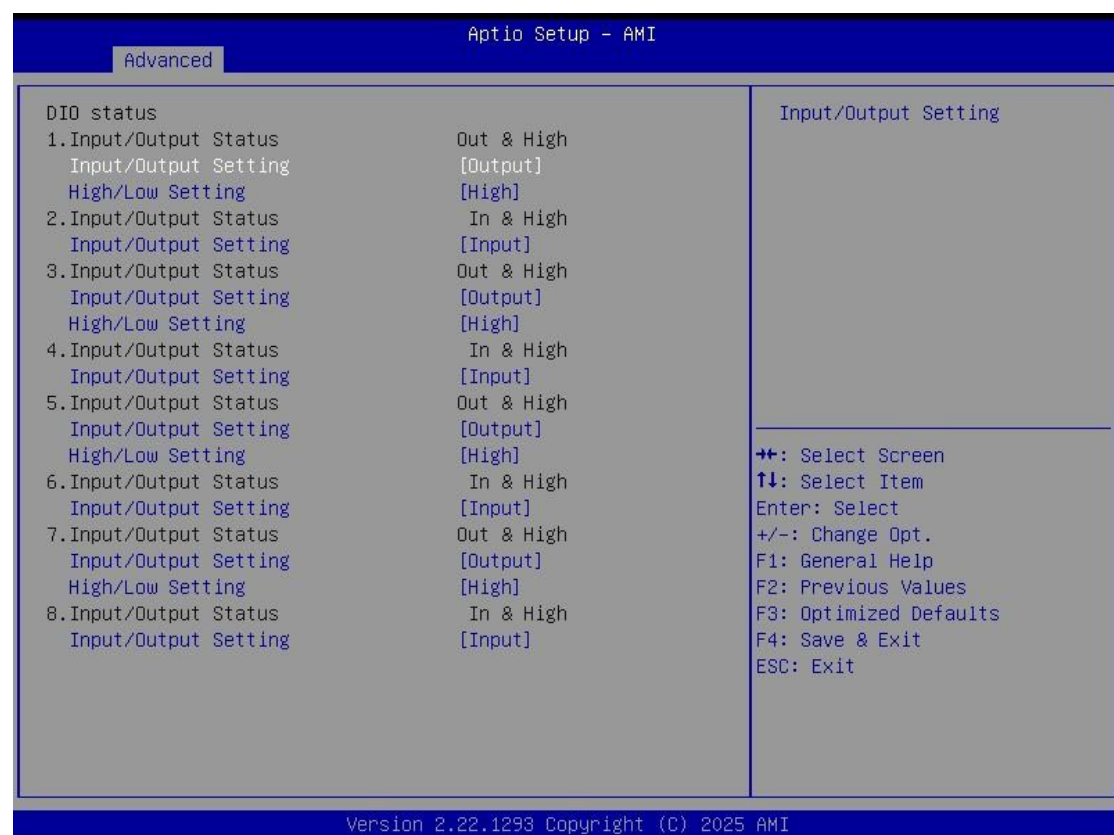 Aptio Setup - AMI
Advanced
DIO status
1.Input/Output Status Out & High
Input/Output Setting [Output]
High/Low Setting [High]
2.Input/Output Status In & High
Input/Output Setting [Input]
3.Input/Output Status Out & High
Input/Output Setting [Output]
High/Low Setting [High]
4.Input/Output Status In & High
Input/Output Setting [Input]
5.Input/Output Status Out & High
Input/Output Setting [Output]
High/Low Setting [High]
6.Input/Output Status In & High
Input/Output Setting [Input]
7.Input/Output Status Out & High
Input/Output Setting [Output]
High/Low Setting [High]
8.Input/Output Status In & High
Input/Output Setting [Input]
Input/Output Setting
→←: Select Screen
↑↓: Select Item
Enter: Select
+/-: Change Opt.
F1: General Help
F2: Previous Values
F3: Optimized Defaults
F4: Save & Exit
ESC: Exit
Version 2.22.1293 Copyright (C) 2025 AMI